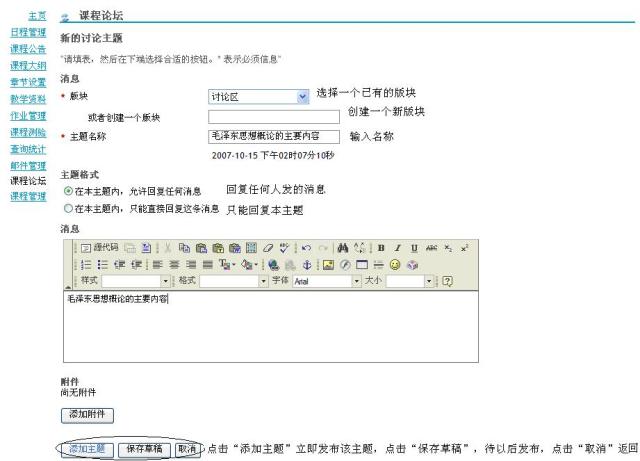 主页
日程管理
课程公告
课程大纲
章节设置
教学资料
作业管理
课程测验
查询统计
邮件管理
课程论坛
课程管理
课程论坛
新的讨论主题
"请填表，然后在下端选择合适的按钮。* 表示必须信息"
消息
* 版块 讨论区 选择一个已有的版块
或者创建一个版块 创建一个新版块
* 主题名称 毛泽东思想概论的主要内容 输入名称
2007-10-15 下午02时07分10秒
主题格式
在本主题内，允许回复任何消息 回复任何人发的消息
在本主题内，只能直接回复这条消息 只能回复本主题
消息
源代码 B I U ABC x₂ x²
样式 格式 字体 Arial 大小
毛泽东思想概论的主要内容
附件
尚无附件
添加附件
添加主题 保存草稿 取消 点击“添加主题”立即发布该主题，点击“保存草稿”，待以后发布，点击“取消”返回